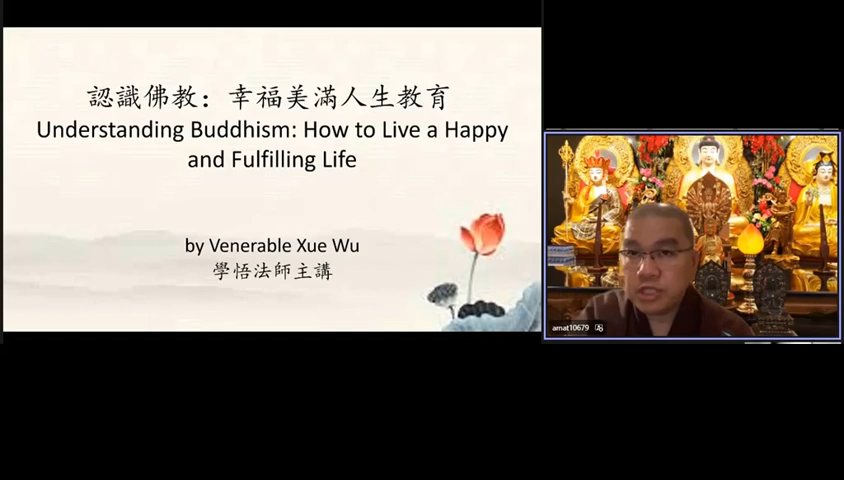 認識佛教：幸福美滿人生教育
Understanding Buddhism: How to Live a Happy
and Fulfilling Life
by Venerable Xue Wu
學悟法師主講
amat10679